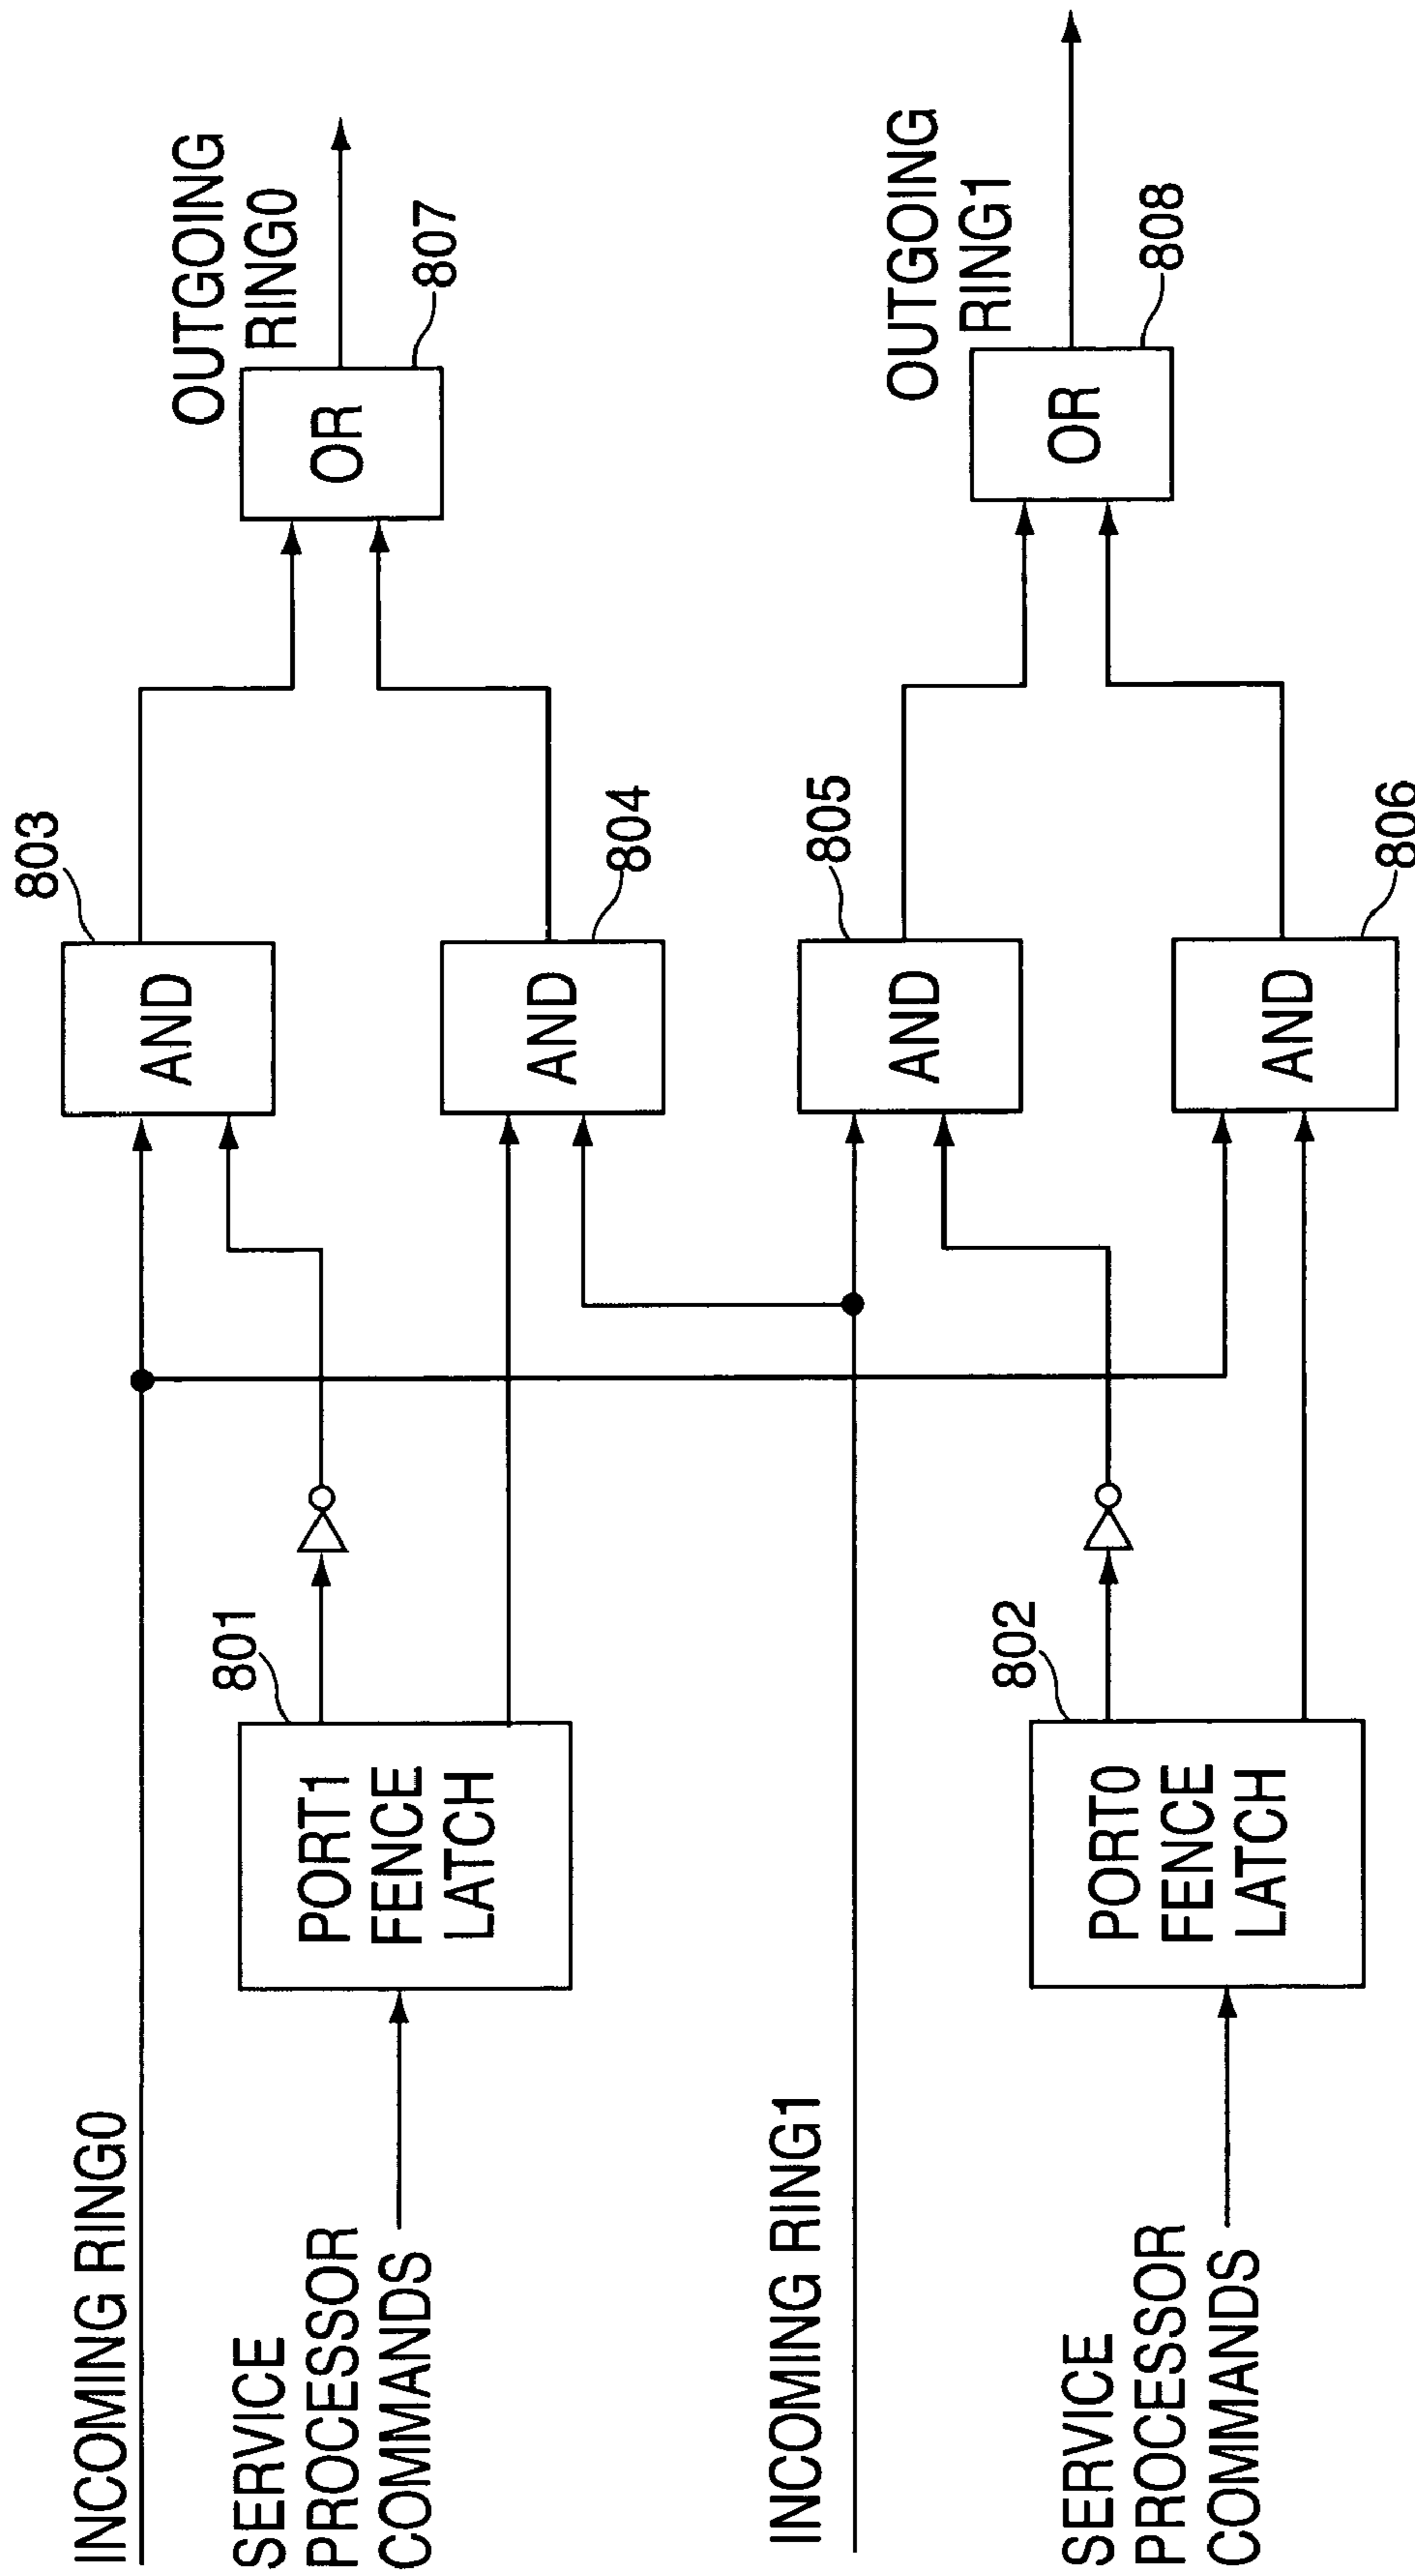 INCOMING RING0
SERVICE
PROCESSOR
COMMANDS
801
PORT1
FENCE
LATCH
803
AND
804
AND
OUTGOING
RING0
OR
807
INCOMING RING1
SERVICE
PROCESSOR
COMMANDS
802
PORT0
FENCE
LATCH
805
AND
806
AND
OUTGOING
RING1
OR
808